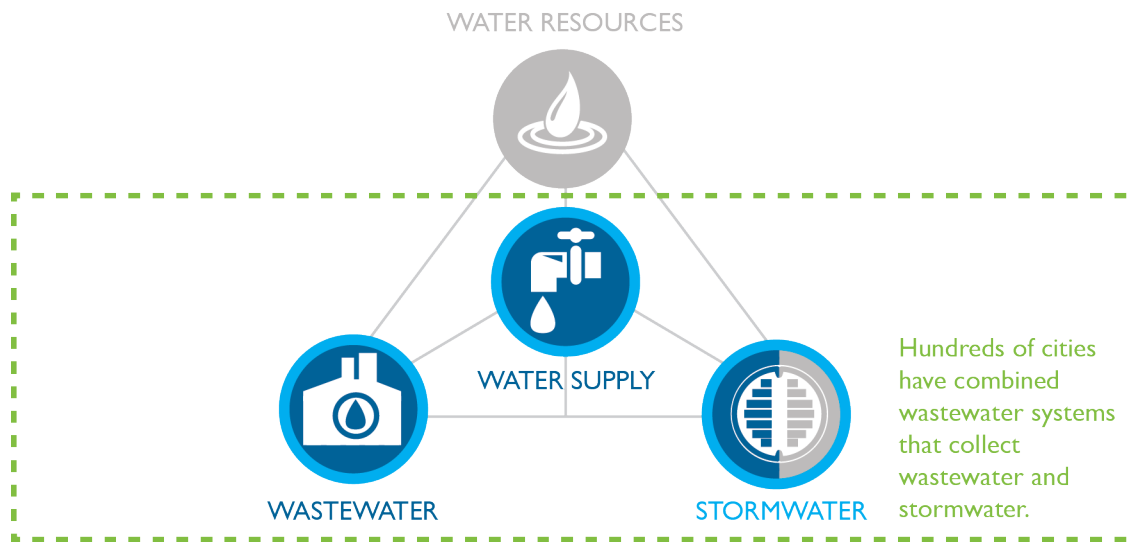 WATER RESOURCES
WATER SUPPLY
WASTEWATER
STORMWATER
Hundreds of cities
have combined
wastewater systems
that collect
wastewater and
stormwater.